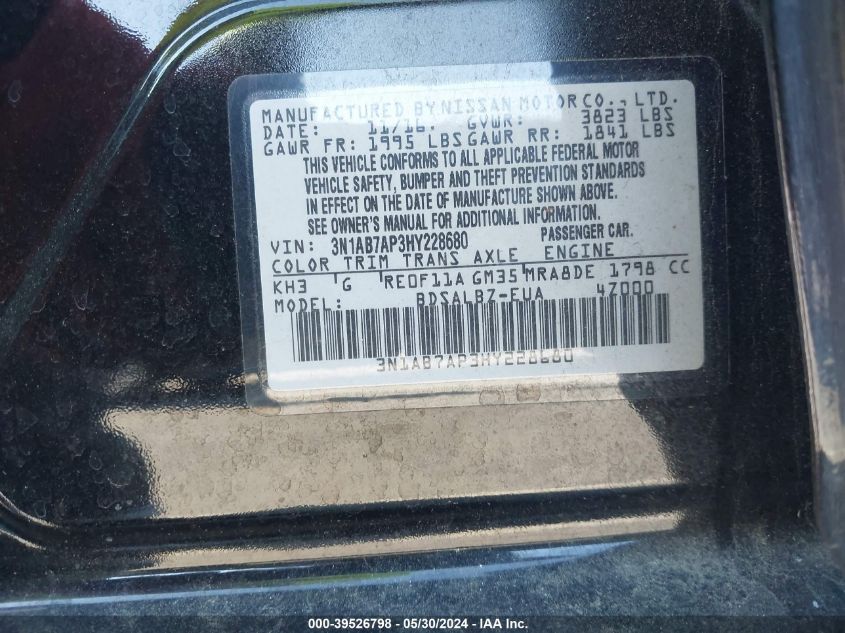 MANUFACTURED BY NISSAN MOTOR CO., LTD.
DATE: 11/16. GVWR: 3823 LBS
GAWR FR: 1995 LBS GAWR RR: 1841 LBS
THIS VEHICLE CONFORMS TO ALL APPLICABLE FEDERAL MOTOR
VEHICLE SAFETY, BUMPER AND THEFT PREVENTION STANDARDS
IN EFFECT ON THE DATE OF MANUFACTURE SHOWN ABOVE.
SEE OWNER'S MANUAL FOR ADDITIONAL INFORMATION.
VIN: 3N1AB7AP3HY228680 PASSENGER CAR.
COLOR TRIM TRANS AXLE ENGINE
KH3 G RE0F11A GM35 MRA8DE 1798 CC
MODEL: BDSALBZ-EUA 4Z000
3N1AB7AP3HY228680
000-39526798 - 05/30/2024 - IAA Inc.